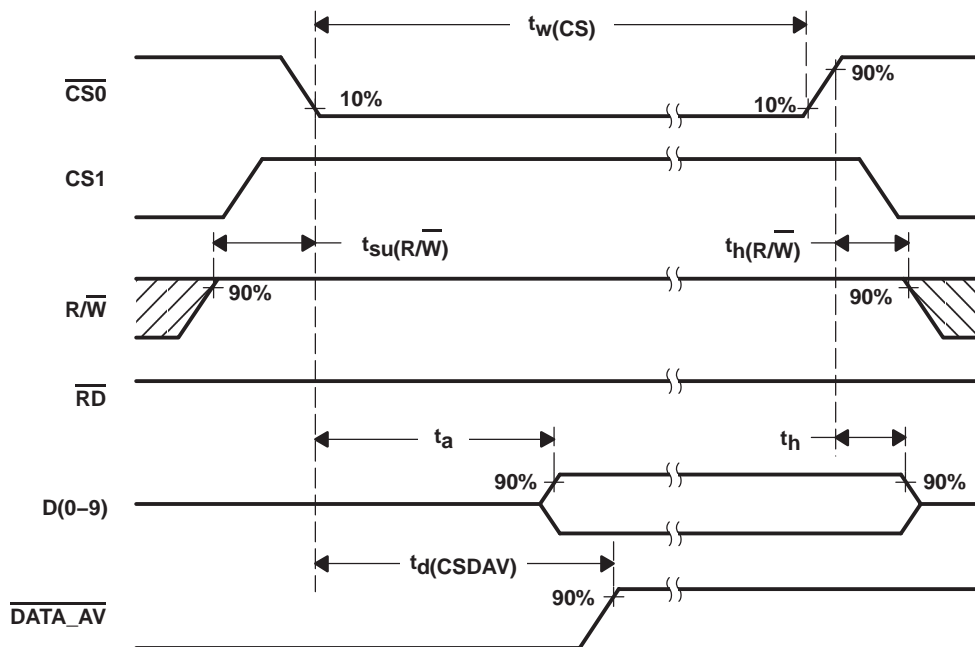 tw(CS)
CS0
10%
10%
90%
CS1
tsu(R/W)
th(R/W)
R/W
90%
90%
RD
ta
th
D(0–9)
90%
90%
td(CSDAV)
DATA_AV
90%